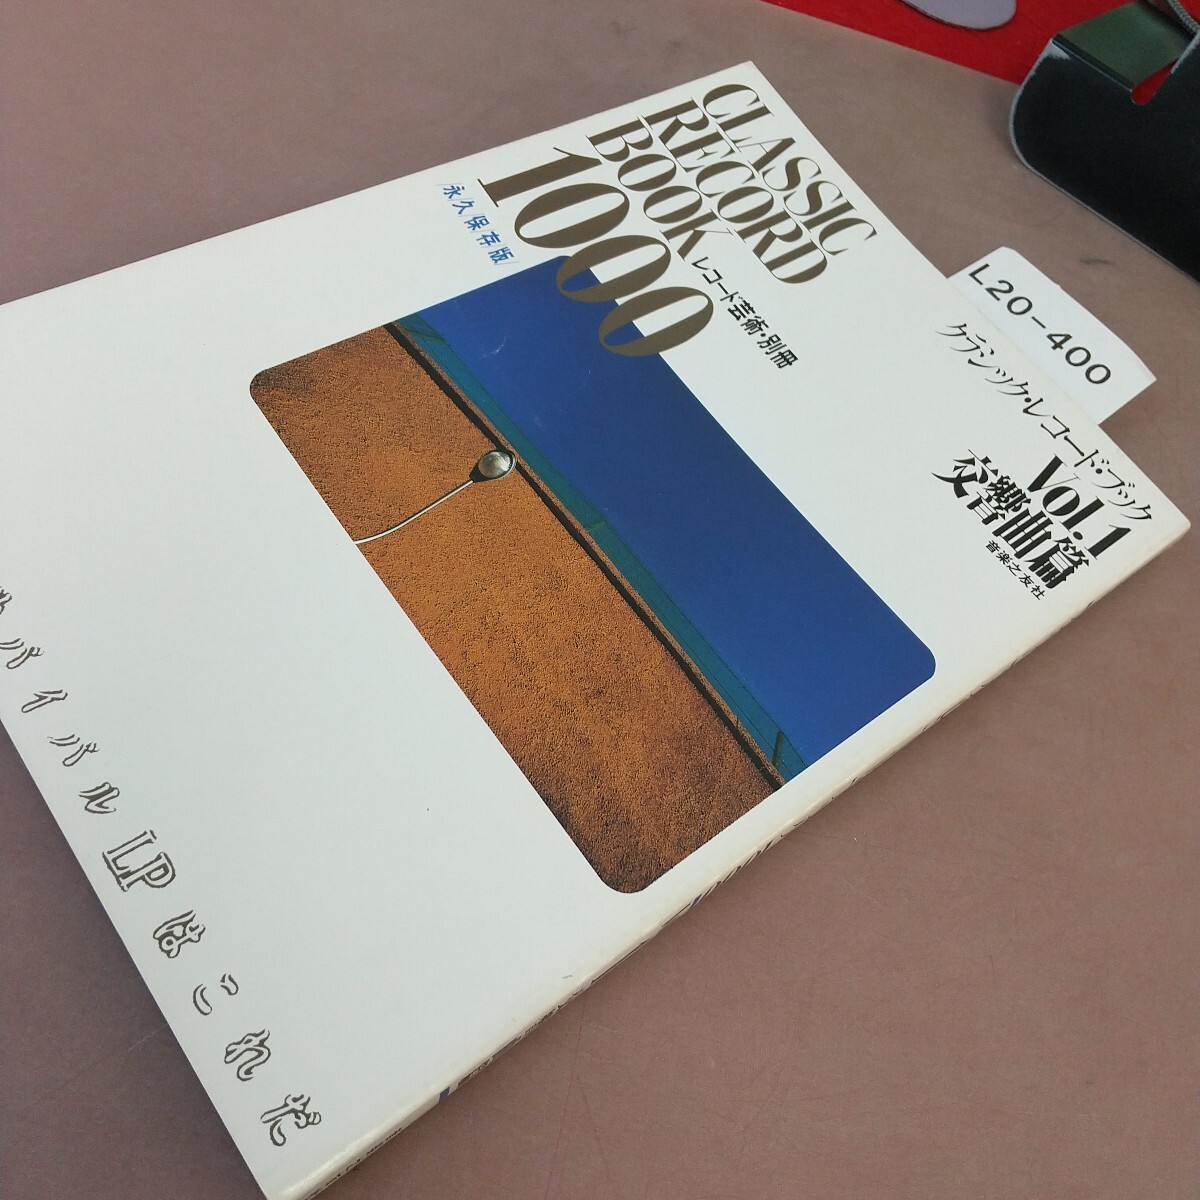 CLASSIC
RECORD
BOOK
1000
レコード芸術・別冊
/永久/保存版/
クラシック・レコード・ブック
Vol.1
交響曲篇
音楽之友社
L20-400
バイバルLPはこれだ